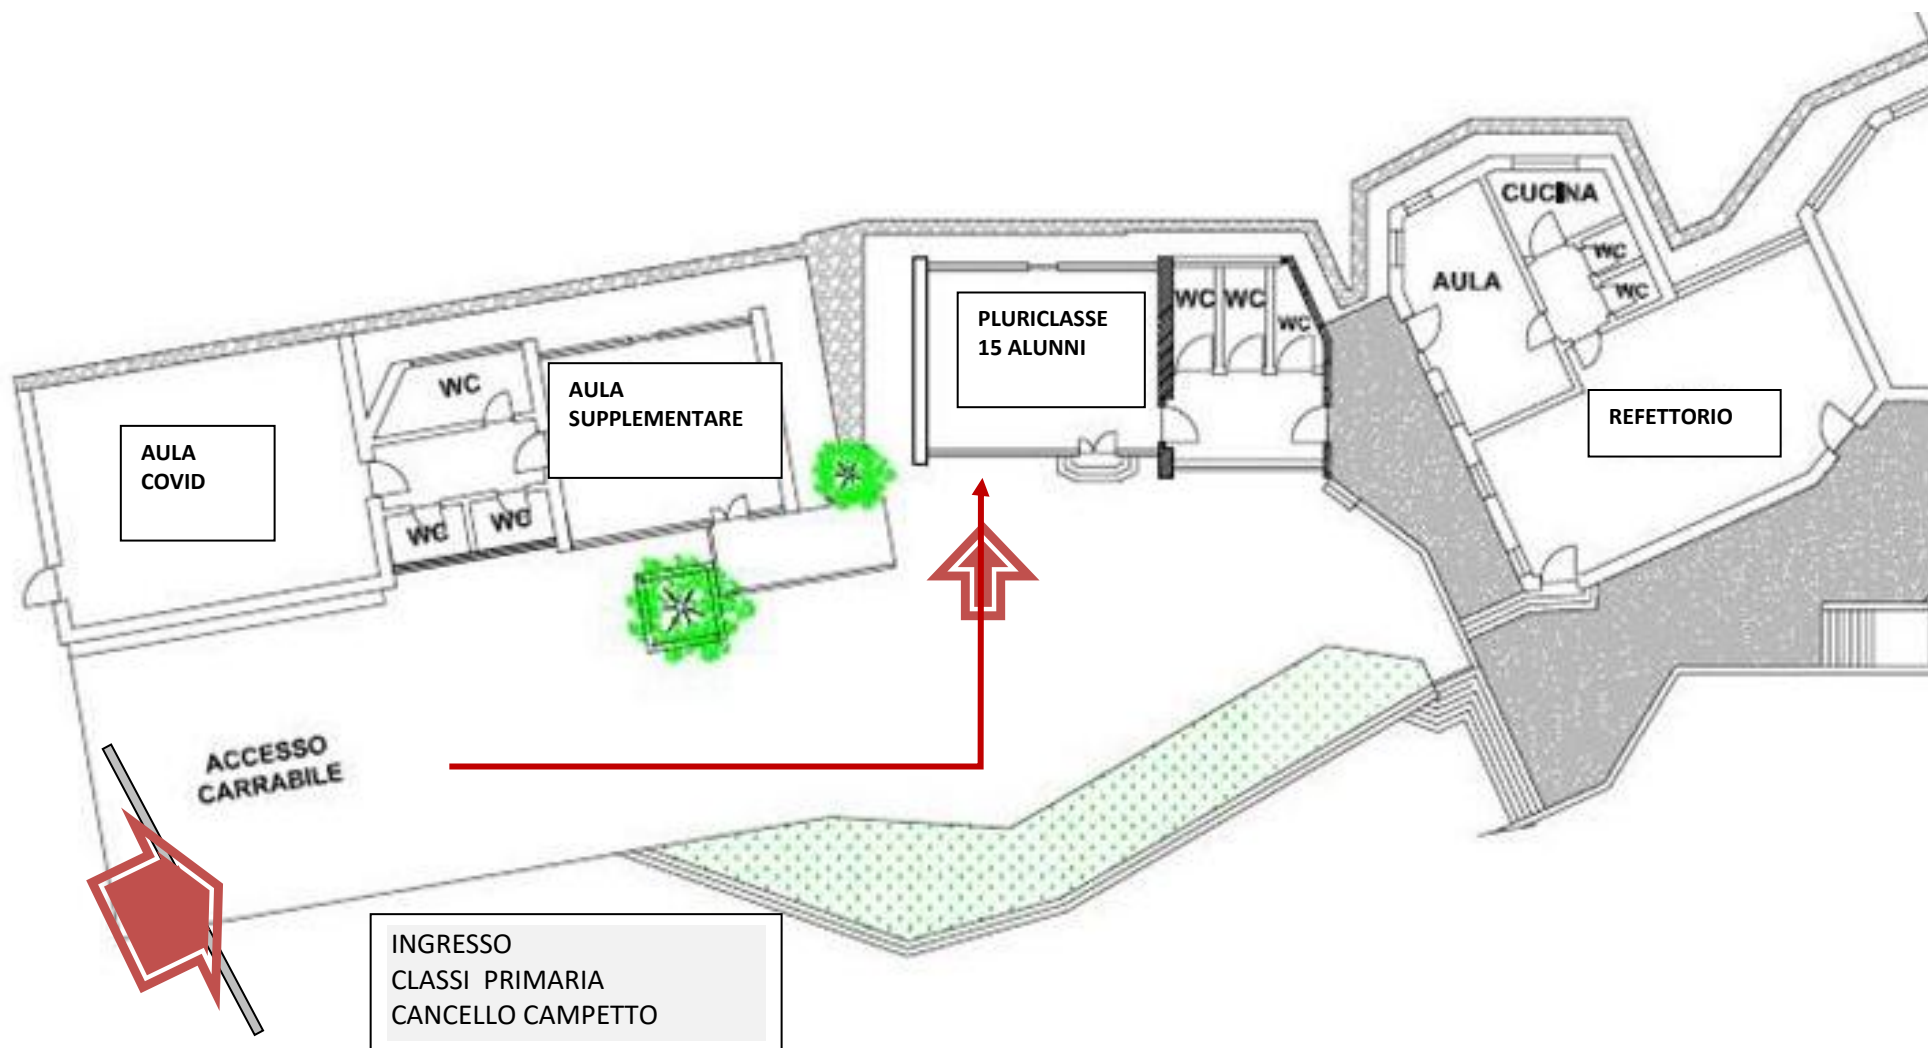 CUCINA
WC
WC
AULA
PLURICLASSE
15 ALUNNI
WC
WC
WC
WC
AULA
SUPPLEMENTARE
REFETTORIO
AULA
COVID
WC
WC
ACCESSO
CARRABILE
INGRESSO
CLASSI PRIMARIA
CANCELLO CAMPETTO